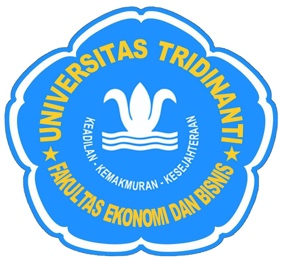 UNIVERSITAS TRIDINANTI
KEADILAN - KEMAKMURAN - KESEJAHTERAAN
FAKULTAS EKONOMI DAN BISNIS